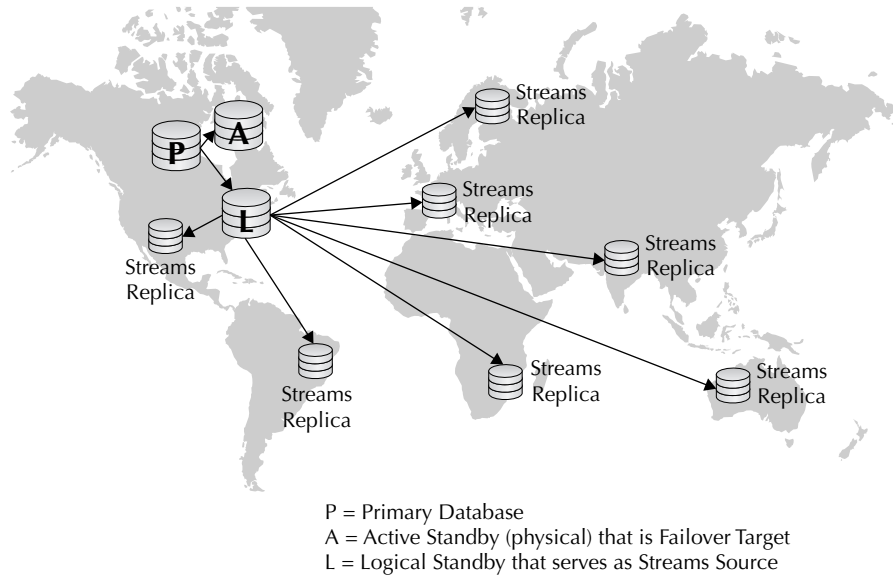 Streams
Replica
A
P
Streams
Replica
L
Streams
Replica
Streams
Replica
Streams
Replica
Streams
Replica
Streams
Replica
P = Primary Database
A = Active Standby (physical) that is Failover Target
L = Logical Standby that serves as Streams Source